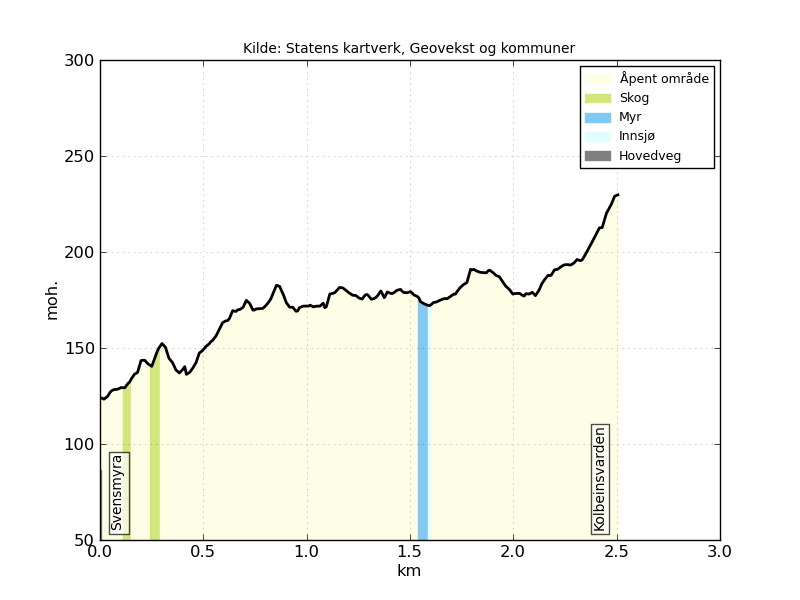 Kilde: Statens kartverk, Geovekst og kommuner
300
250
200
150
100
50
moh.
Åpent område
Skog
Myr
Innsjø
Hovedveg
Svensmyra
Kolbeinsvarden
0.0 0.5 1.0 1.5 2.0 2.5 3.0
km